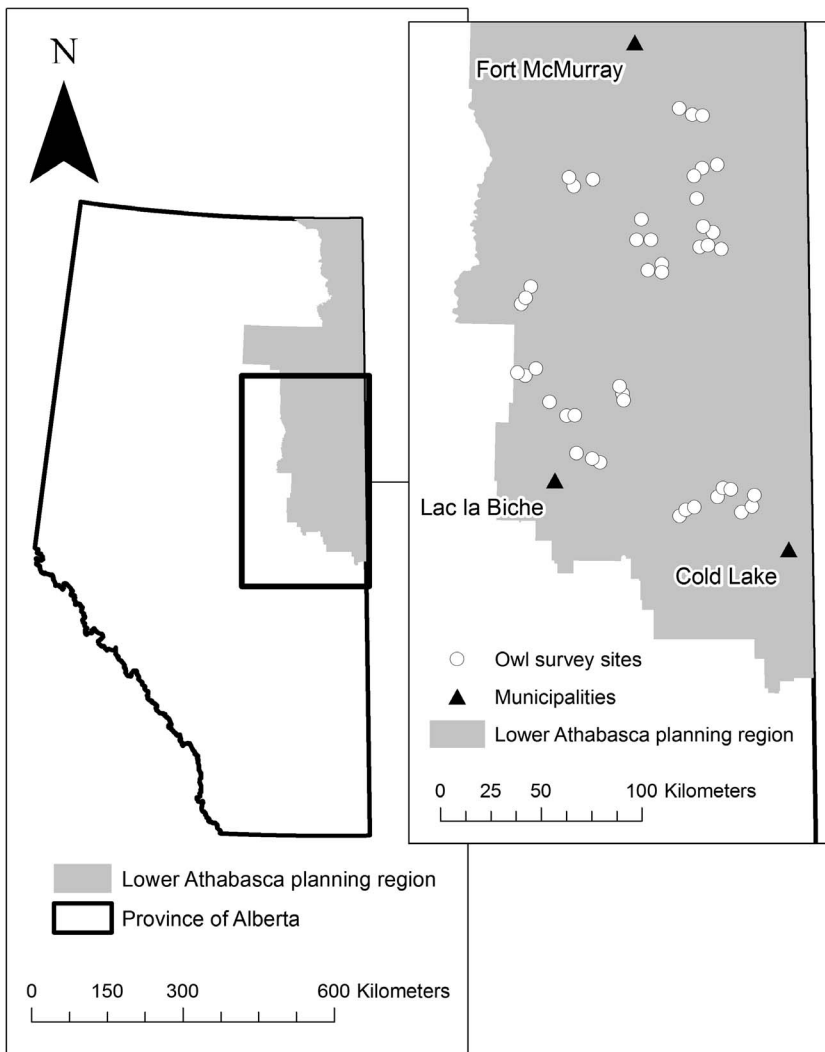 N
Lower Athabasca planning region
Province of Alberta
0 150 300 600 Kilometers
Fort McMurray
Lac la Biche
Cold Lake
Owl survey sites
Municipalities
Lower Athabasca planning region
0 25 50 100 Kilometers